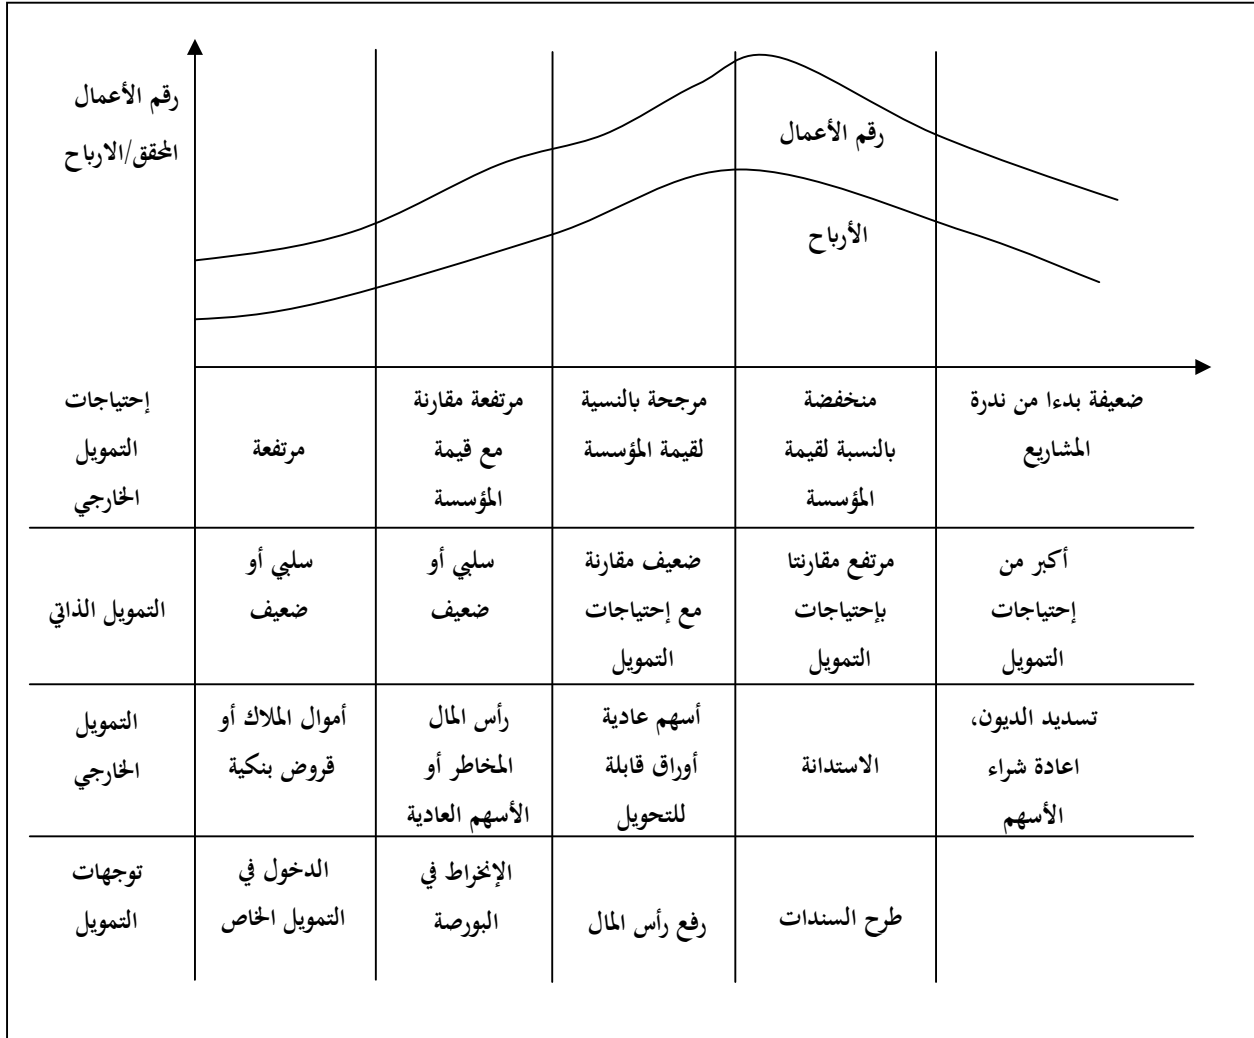 رقم الأعمال
المحقق/الارباح
رقم الأعمال
الأرباح
إحتياجات
التمويل
الخارجي
مرتفعة
مرتفعة مقارنة
مع قيمة
المؤسسة
مرجحة بالنسية
لقيمة المؤسسة
منخفضة
بالنسبة لقيمة
المؤسسة
ضعيفة بدءا من ندرة
المشاريع
التمويل الذاتي
سلبي أو
ضعيف
سلبي أو
ضعيف
ضعيف مقارنة
مع إحتياجات
التمويل
مرتفع مقارنتا
بإحتياجات
التمويل
أكبر من
إحتياجات
التمويل
التمويل
الخارجي
أموال الملاك أو
قروض بنكية
رأس المال
المخاطر أو
الأسهم العادية
أسهم عادية
أوراق قابلة
للتحويل
الاستدانة
تسديد الديون،
اعادة شراء
الأسهم
توجهات
التمويل
الدخول في
التمويل الخاص
الإنخراط في
البورصة
رفع رأس المال
طرح السندات